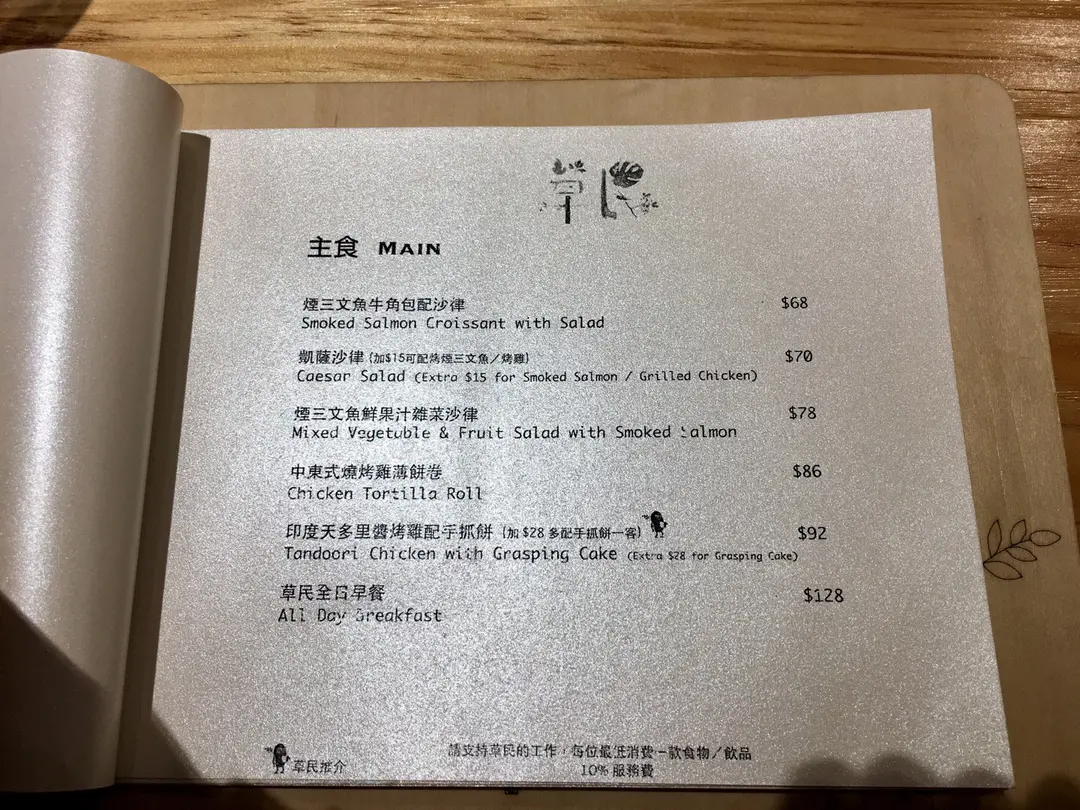 草民
主食 MAIN
煙三文魚牛角包配沙律 $68
Smoked Salmon Croissant with Salad
凱薩沙律 (加$15可配烤煙三文魚／烤雞) $70
Caesar Salad (Extra $15 for Smoked Salmon / Grilled Chicken)
煙三文魚鮮果汁雜菜沙律 $78
Mixed Vegetuble & Fruit Salad with Smoked Salmon
中東式燒烤雞薄餅卷 $86
Chicken Tortilla Roll
印度天多里醬烤雞配手抓餅 (加 $28 多配手抓餅一客) $92
Tandoori Chicken with Grasping Cake (Extra $28 for Grasping Cake)
草民全日早餐 $128
All Day Breakfast
草民推介
請支持草民的工作，每位最低消費一款食物／飲品
10% 服務費